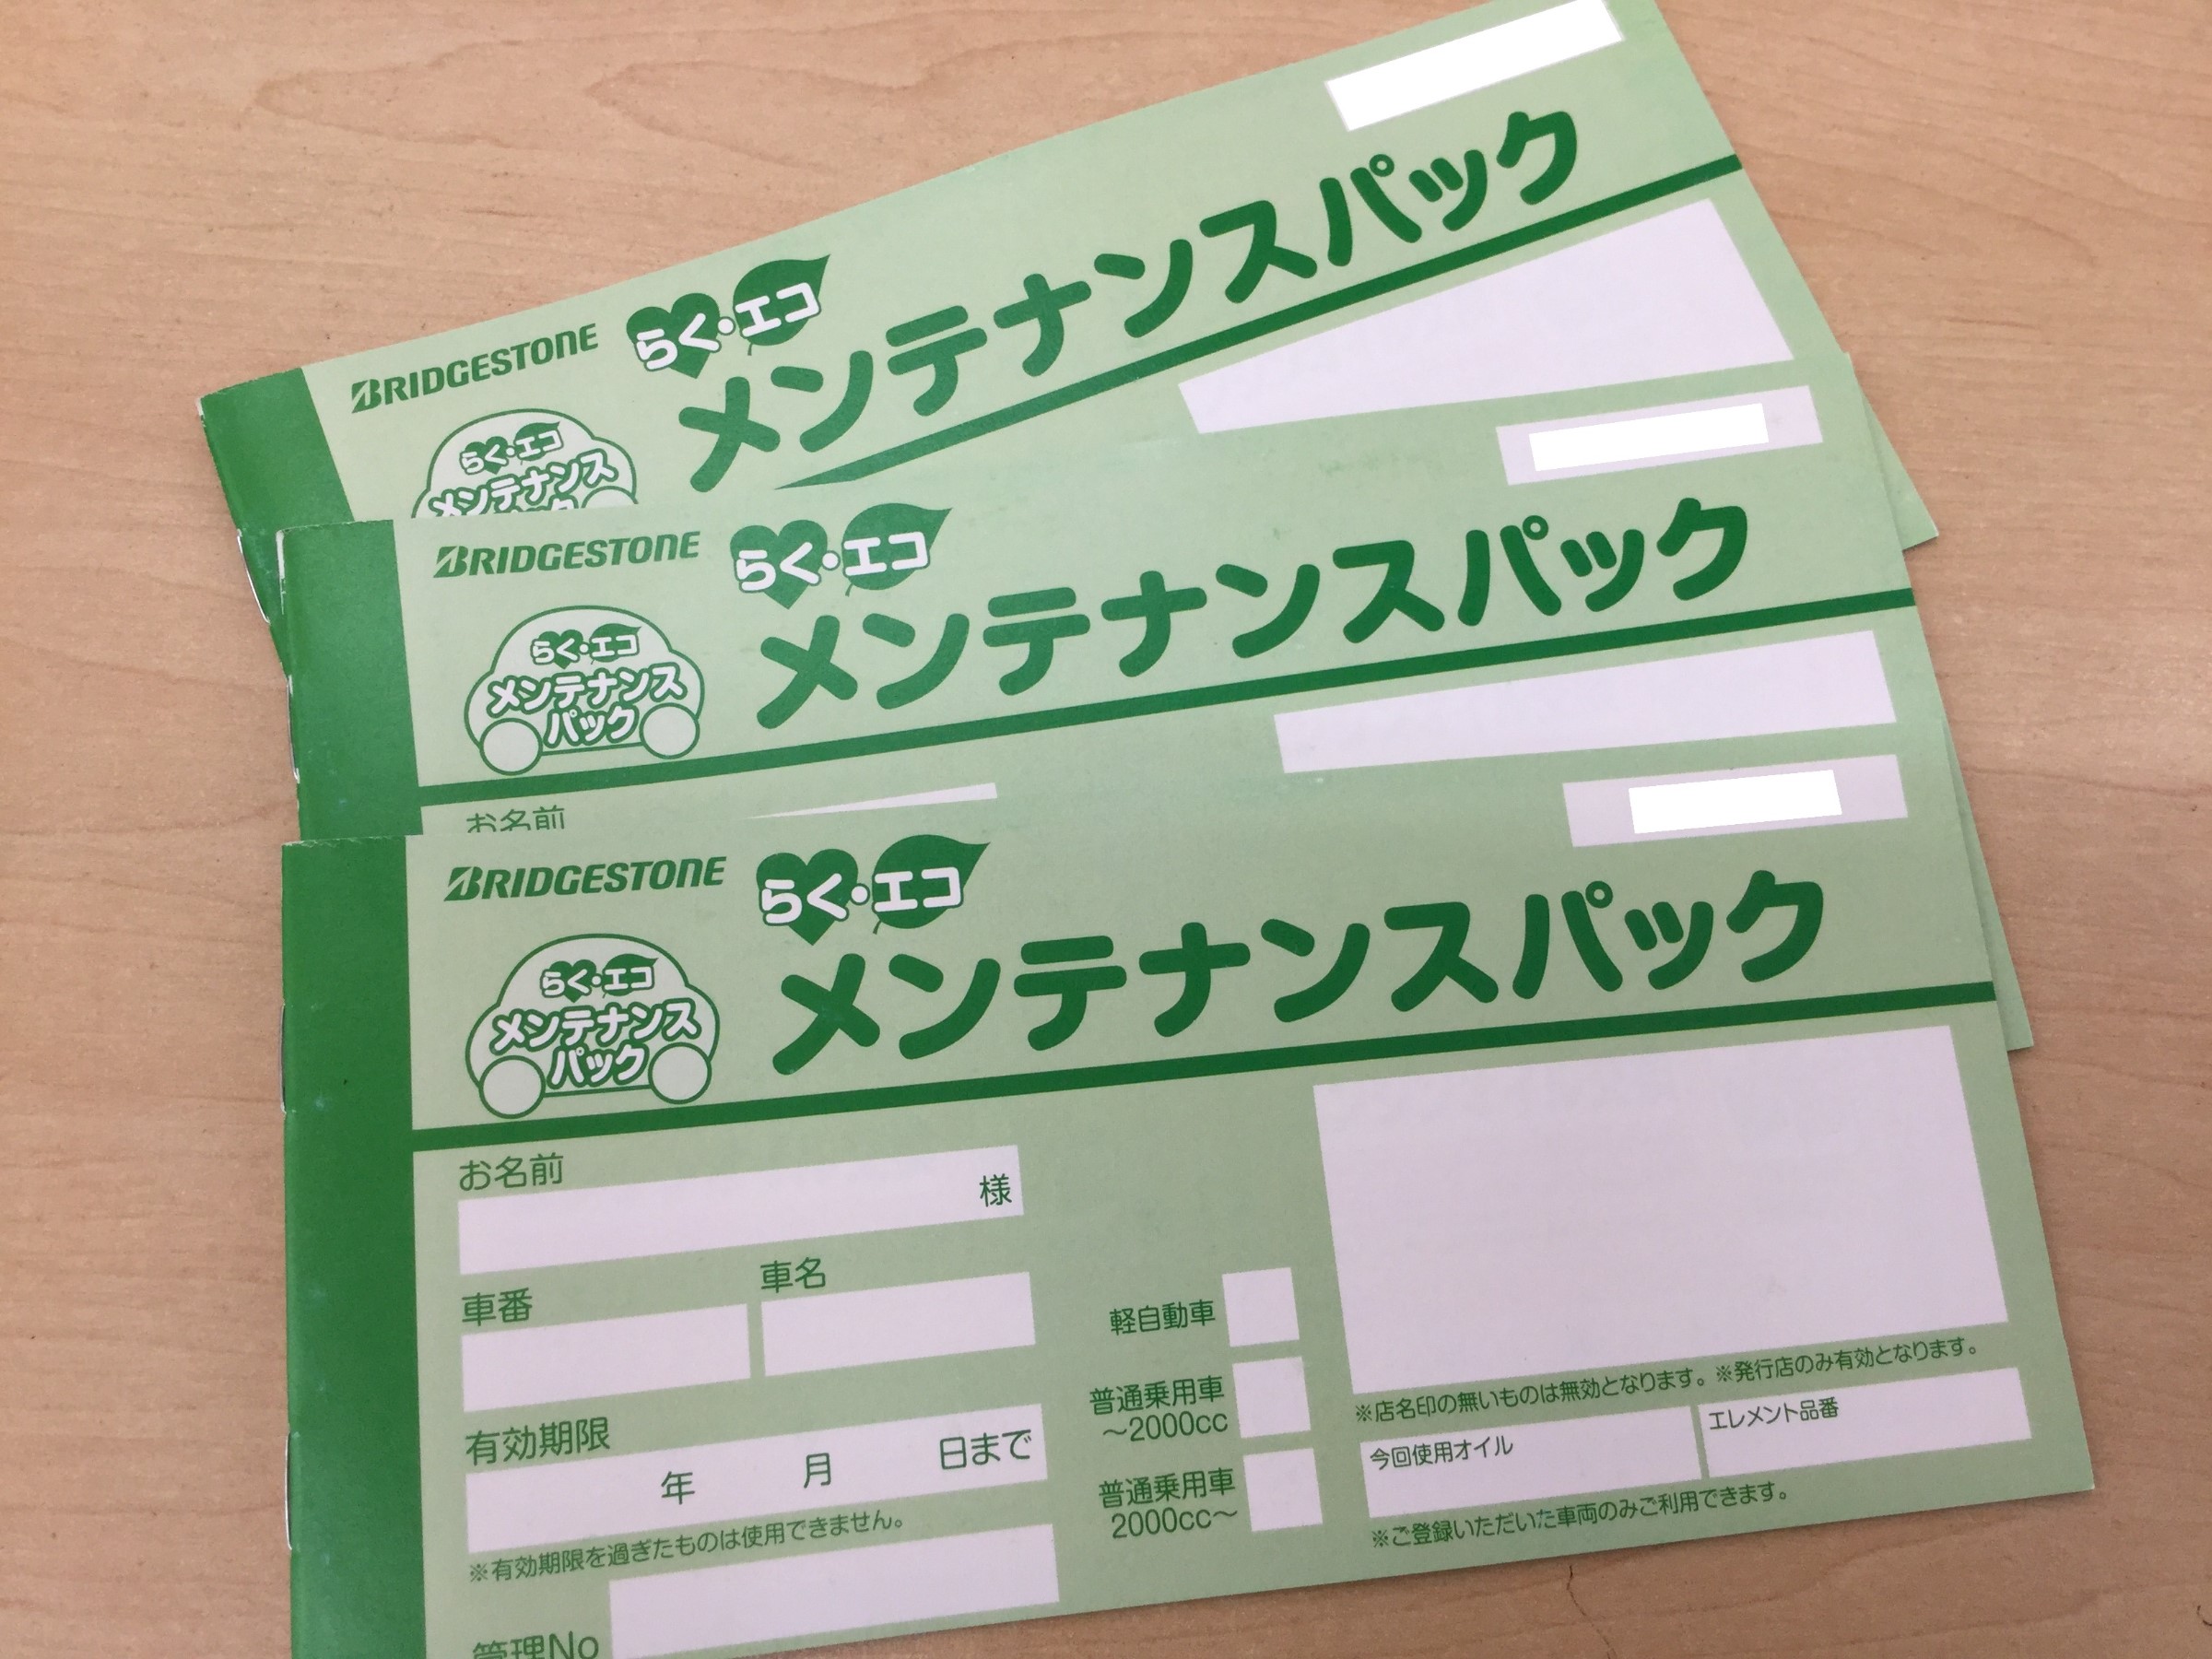 BRIDGESTONE
らく・エコ
メンテナンスパック
らく・エコ
メンテナンス
BRIDGESTONE
らく・エコ
メンテナンスパック
らく・エコ
メンテナンス
パック
お名前
BRIDGESTONE
らく・エコ
メンテナンスパック
らく・エコ
メンテナンス
パック
お名前
様
車番
車名
有効期限
年 月 日まで
※有効期限を過ぎたものは使用できません。
管理No
軽自動車
普通乗用車
～2000cc
普通乗用車
2000cc～
※店名印の無いものは無効となります。※発行店のみ有効となります。
今回使用オイル
エレメント品番
※ご登録いただいた車両のみご利用できます。